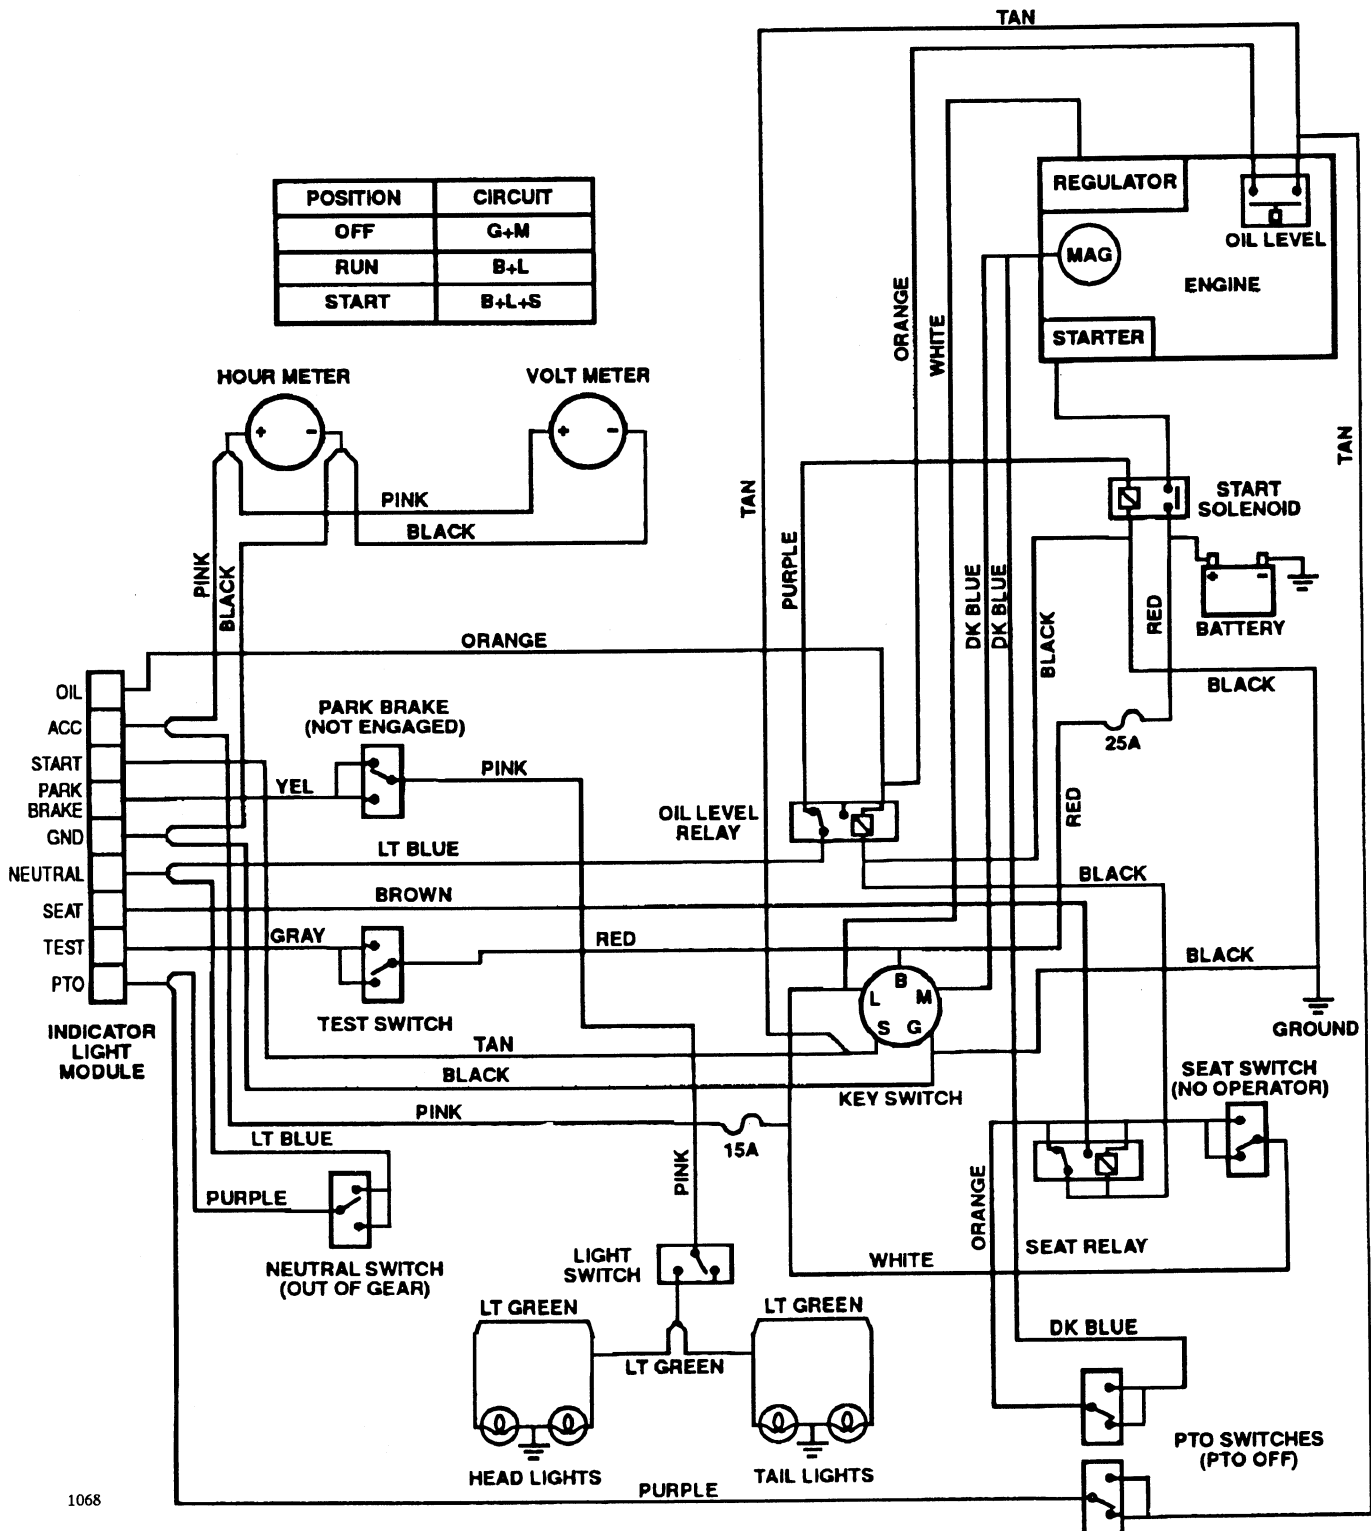 TAN
POSITION CIRCUIT
OFF G+M
RUN B+L
START B+L+S
REGULATOR
OIL LEVEL
MAG
ENGINE
STARTER
ORANGE
WHITE
HOUR METER
VOLT METER
+ -
+ -
PINK
BLACK
TAN
TAN
START
SOLENOID
PINK
BLACK
PURPLE
DK BLUE
DK BLUE
BLACK
RED
+ -
BATTERY
ORANGE
BLACK
OIL
ACC
START
PARK
BRAKE
GND
NEUTRAL
SEAT
TEST
PTO
INDICATOR
LIGHT
MODULE
PARK BRAKE
(NOT ENGAGED)
YEL
PINK
25A
RED
OIL LEVEL
RELAY
LT BLUE
BLACK
BROWN
GRAY
RED
BLACK
TEST SWITCH
B
L
M
S
G
KEY SWITCH
GROUND
TAN
BLACK
SEAT SWITCH
(NO OPERATOR)
PINK
15A
LT BLUE
PINK
PURPLE
NEUTRAL SWITCH
(OUT OF GEAR)
ORANGE
SEAT RELAY
WHITE
LIGHT
SWITCH
LT GREEN
LT GREEN
LT GREEN
DK BLUE
HEAD LIGHTS
TAIL LIGHTS
PTO SWITCHES
(PTO OFF)
PURPLE
1068